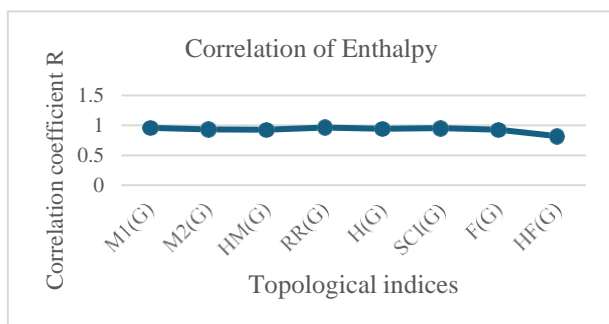 Correlation of Enthalpy
Correlation coefficient R
1.5
1
0.5
0
M1(G)
M2(G)
HM(G)
RR(G)
H(G)
SCI(G)
F(G)
HF(G)
Topological indices